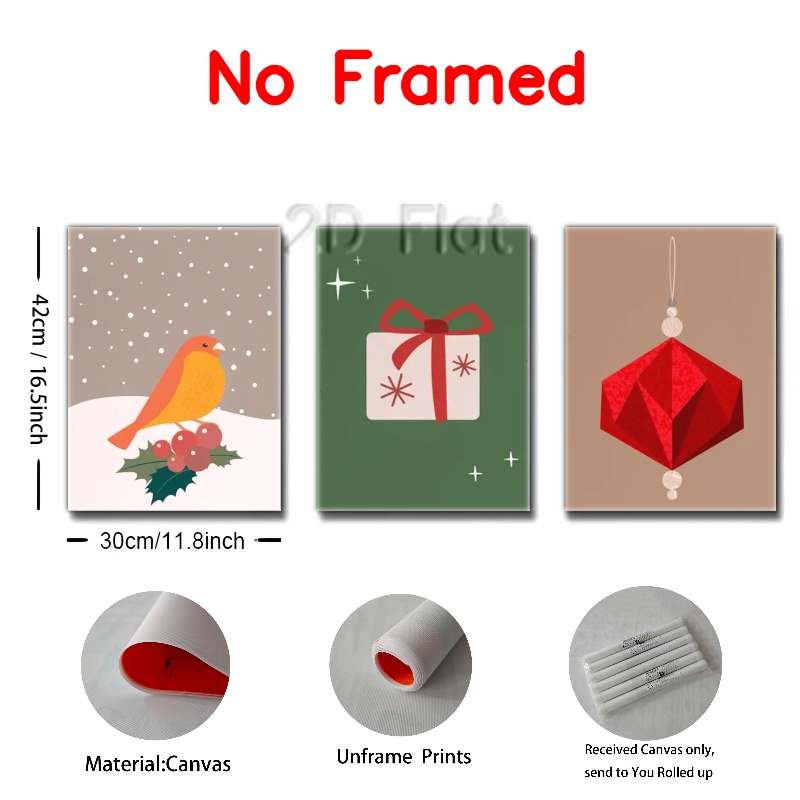 No Framed
2D Flat
42cm / 16.5inch
30cm/11.8inch
Material:Canvas
Unframe Prints
Received Canvas only,
send to You Rolled up